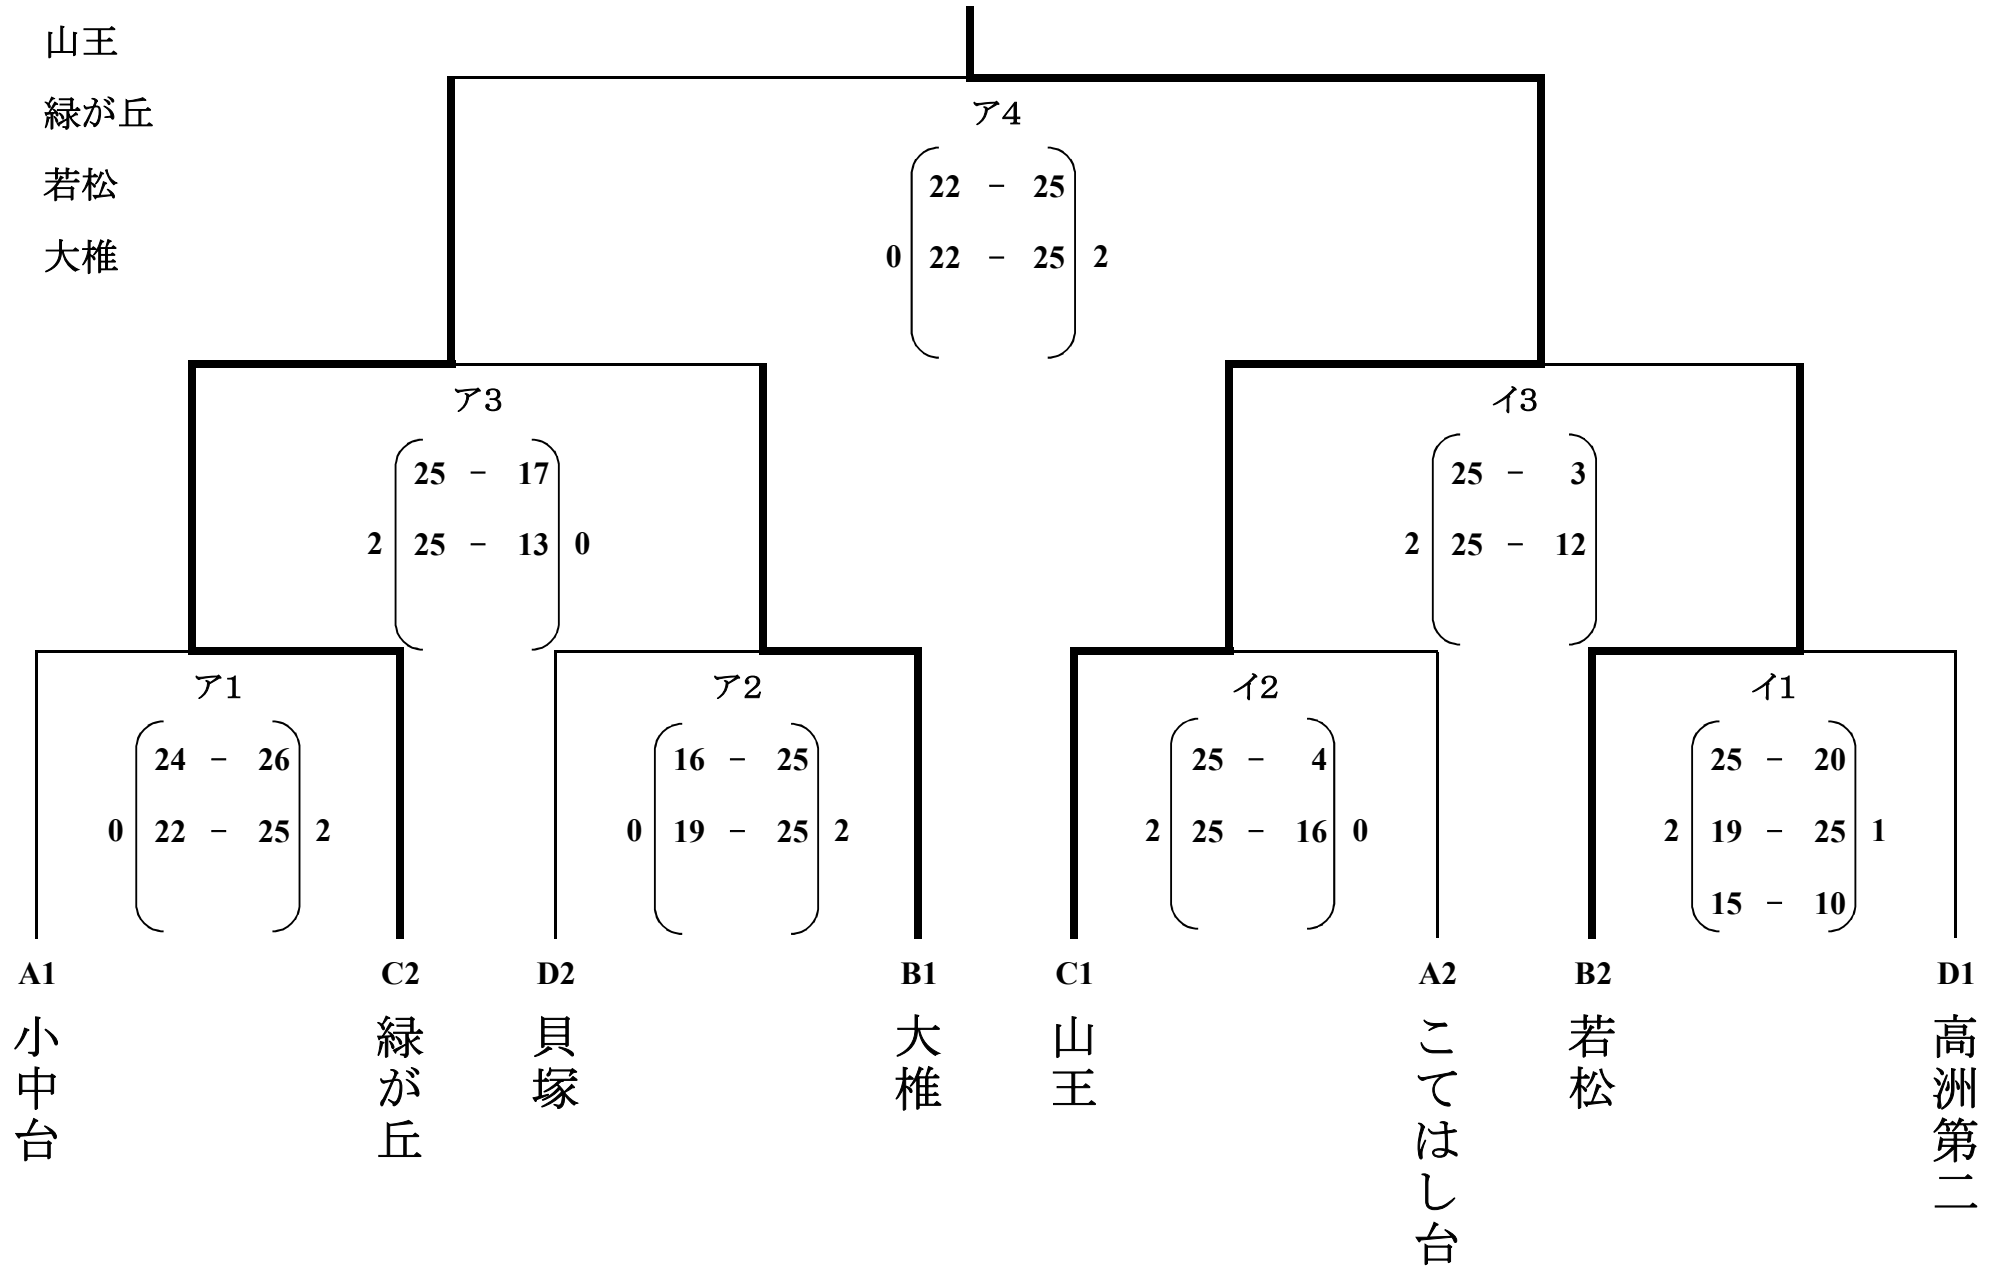 山王
緑が丘
若松
大椎
ア4
22 - 25
0 22 - 25 2
ア3
25 - 17
2 25 - 13 0
イ3
25 - 3
2 25 - 12
ア1
24 - 26
0 22 - 25 2
ア2
16 - 25
0 19 - 25 2
イ2
25 - 4
2 25 - 16 0
イ1
25 - 20
2 19 - 25 1
15 - 10
A1
C2
D2
B1
C1
A2
B2
D1
小中台
緑が丘
貝塚
大椎
山王
こてはし台
若松
高洲第二